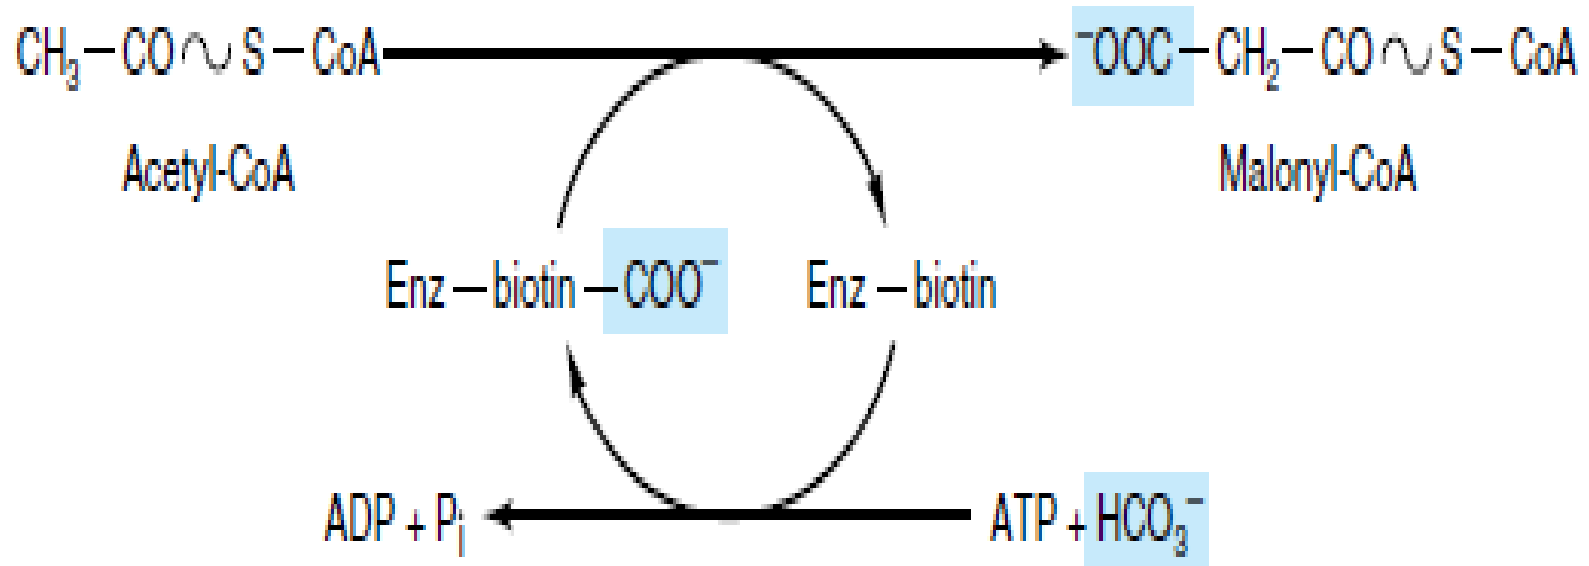 CH₃—CO∿S—CoA ⁻OOC—CH₂—CO∿S—CoA
Acetyl-CoA Malonyl-CoA
Enz—biotin—COO⁻ Enz—biotin
ADP + Pᵢ ATP + HCO₃⁻